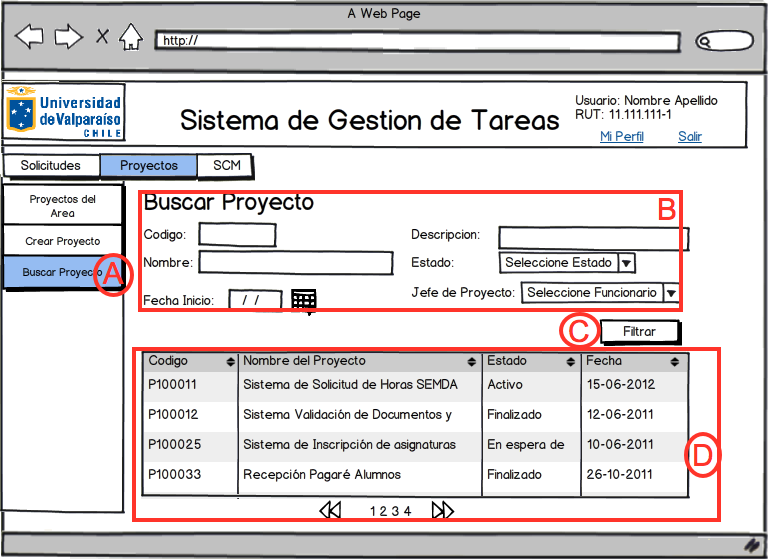 A Web Page
http://
Universidad
de Valparaíso
CHILE
Sistema de Gestion de Tareas
Usuario: Nombre Apellido
RUT: 11.111.111-1
Mi Perfil Salir
Solicitudes Proyectos SCM
Proyectos del
Area
Crear Proyecto
Buscar Proyecto
A
Buscar Proyecto
B
Codigo: Descripcion:
Nombre: Estado: Seleccione Estado
Fecha Inicio: / / Jefe de Proyecto: Seleccione Funcionario
C Filtrar
Codigo Nombre del Proyecto Estado Fecha
P100011 Sistema de Solicitud de Horas SEMDA Activo 15-06-2012
P100012 Sistema Validación de Documentos y Finalizado 12-06-2011
P100025 Sistema de Inscripción de asignaturas En espera de 10-06-2011
D
P100033 Recepción Pagaré Alumnos Finalizado 26-10-2011
1 2 3 4